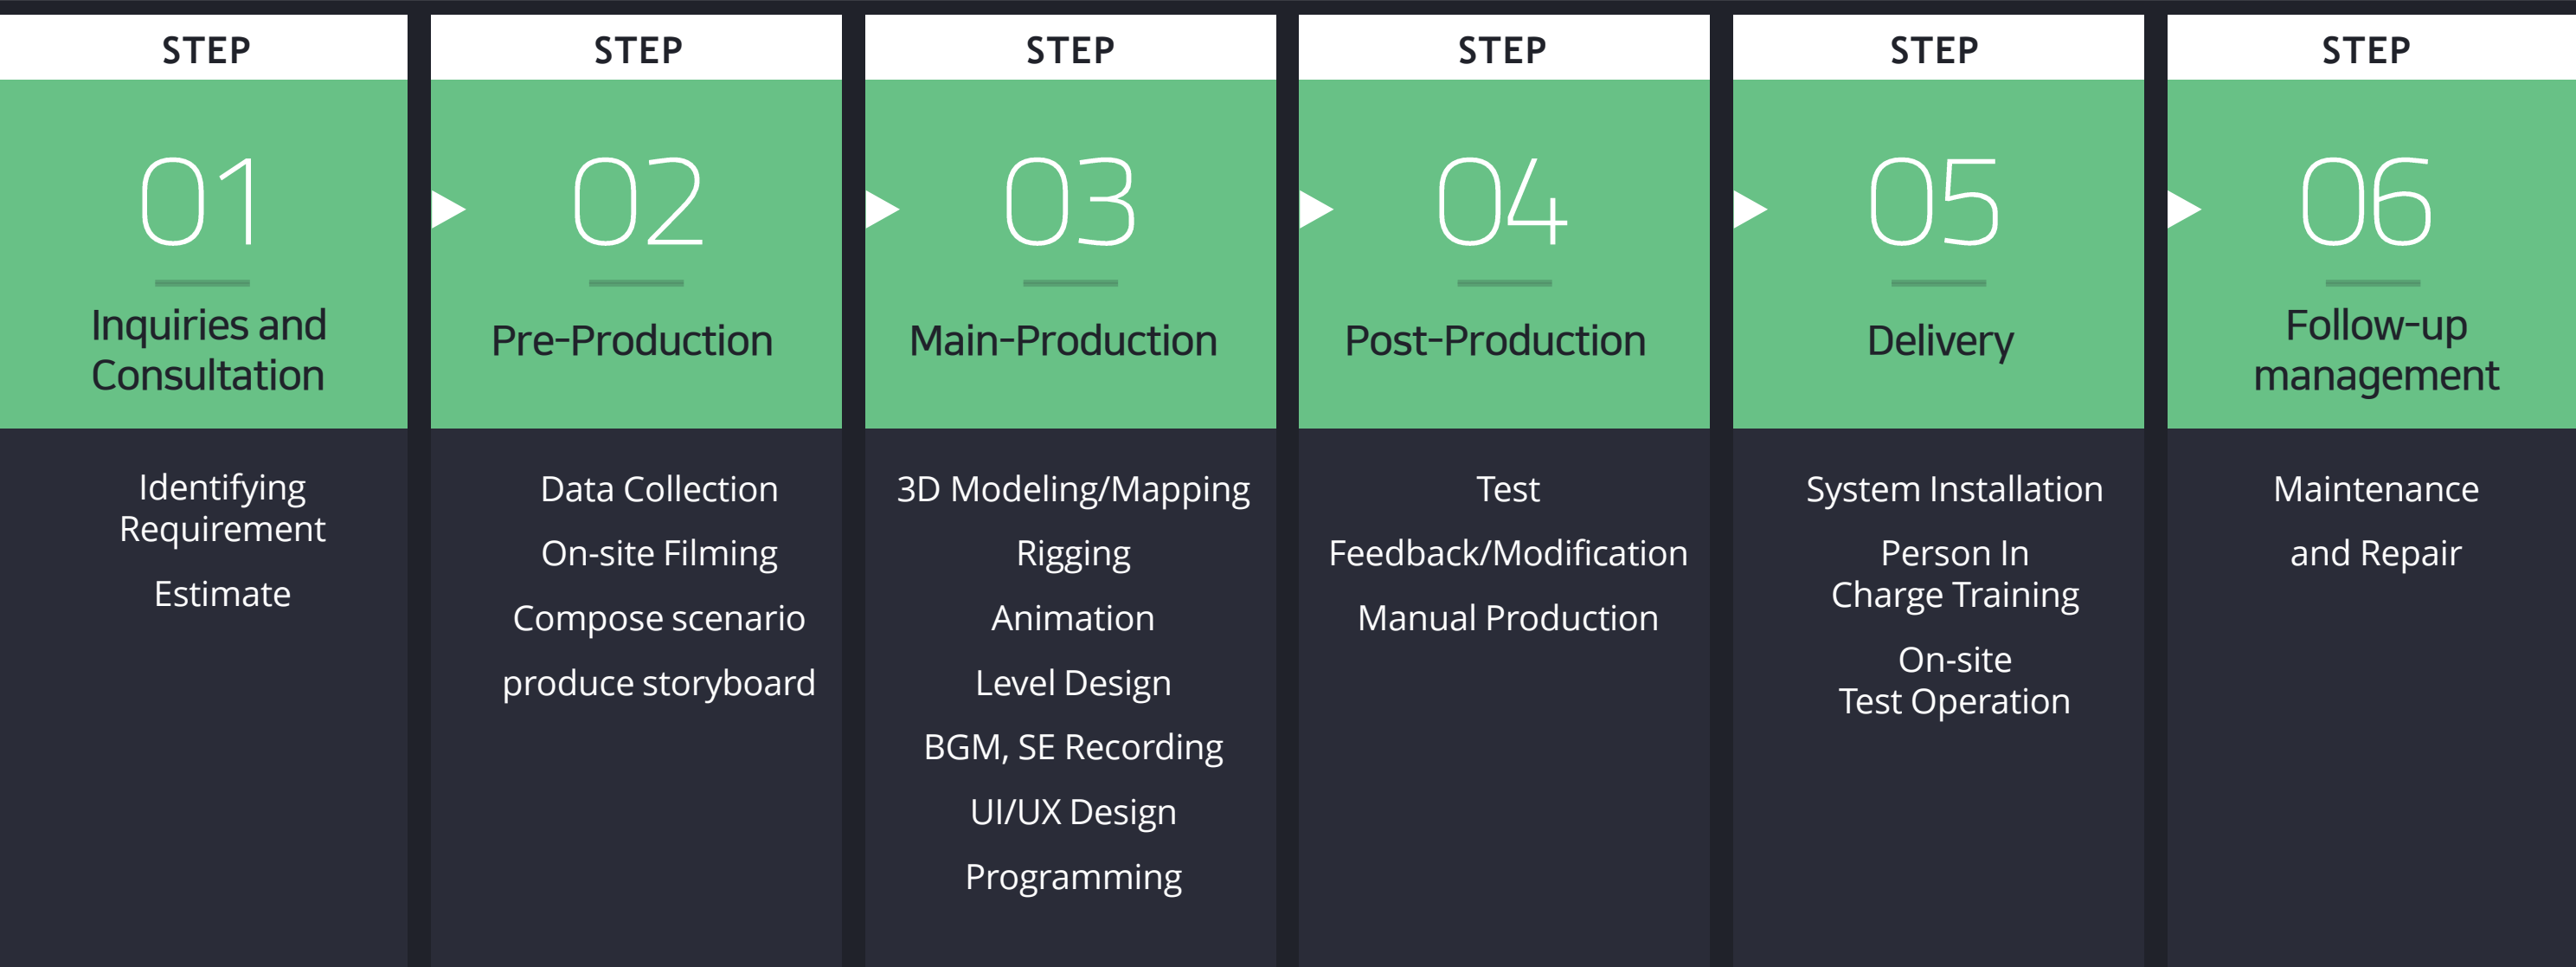 STEP
01
Inquiries and
Consultation
Identifying
Requirement
Estimate
STEP
02
Pre-Production
Data Collection
On-site Filming
Compose scenario
produce storyboard
STEP
03
Main-Production
3D Modeling/Mapping
Rigging
Animation
Level Design
BGM, SE Recording
UI/UX Design
Programming
STEP
04
Post-Production
Test
Feedback/Modification
Manual Production
STEP
05
Delivery
System Installation
Person In
Charge Training
On-site
Test Operation
STEP
06
Follow-up
management
Maintenance
and Repair